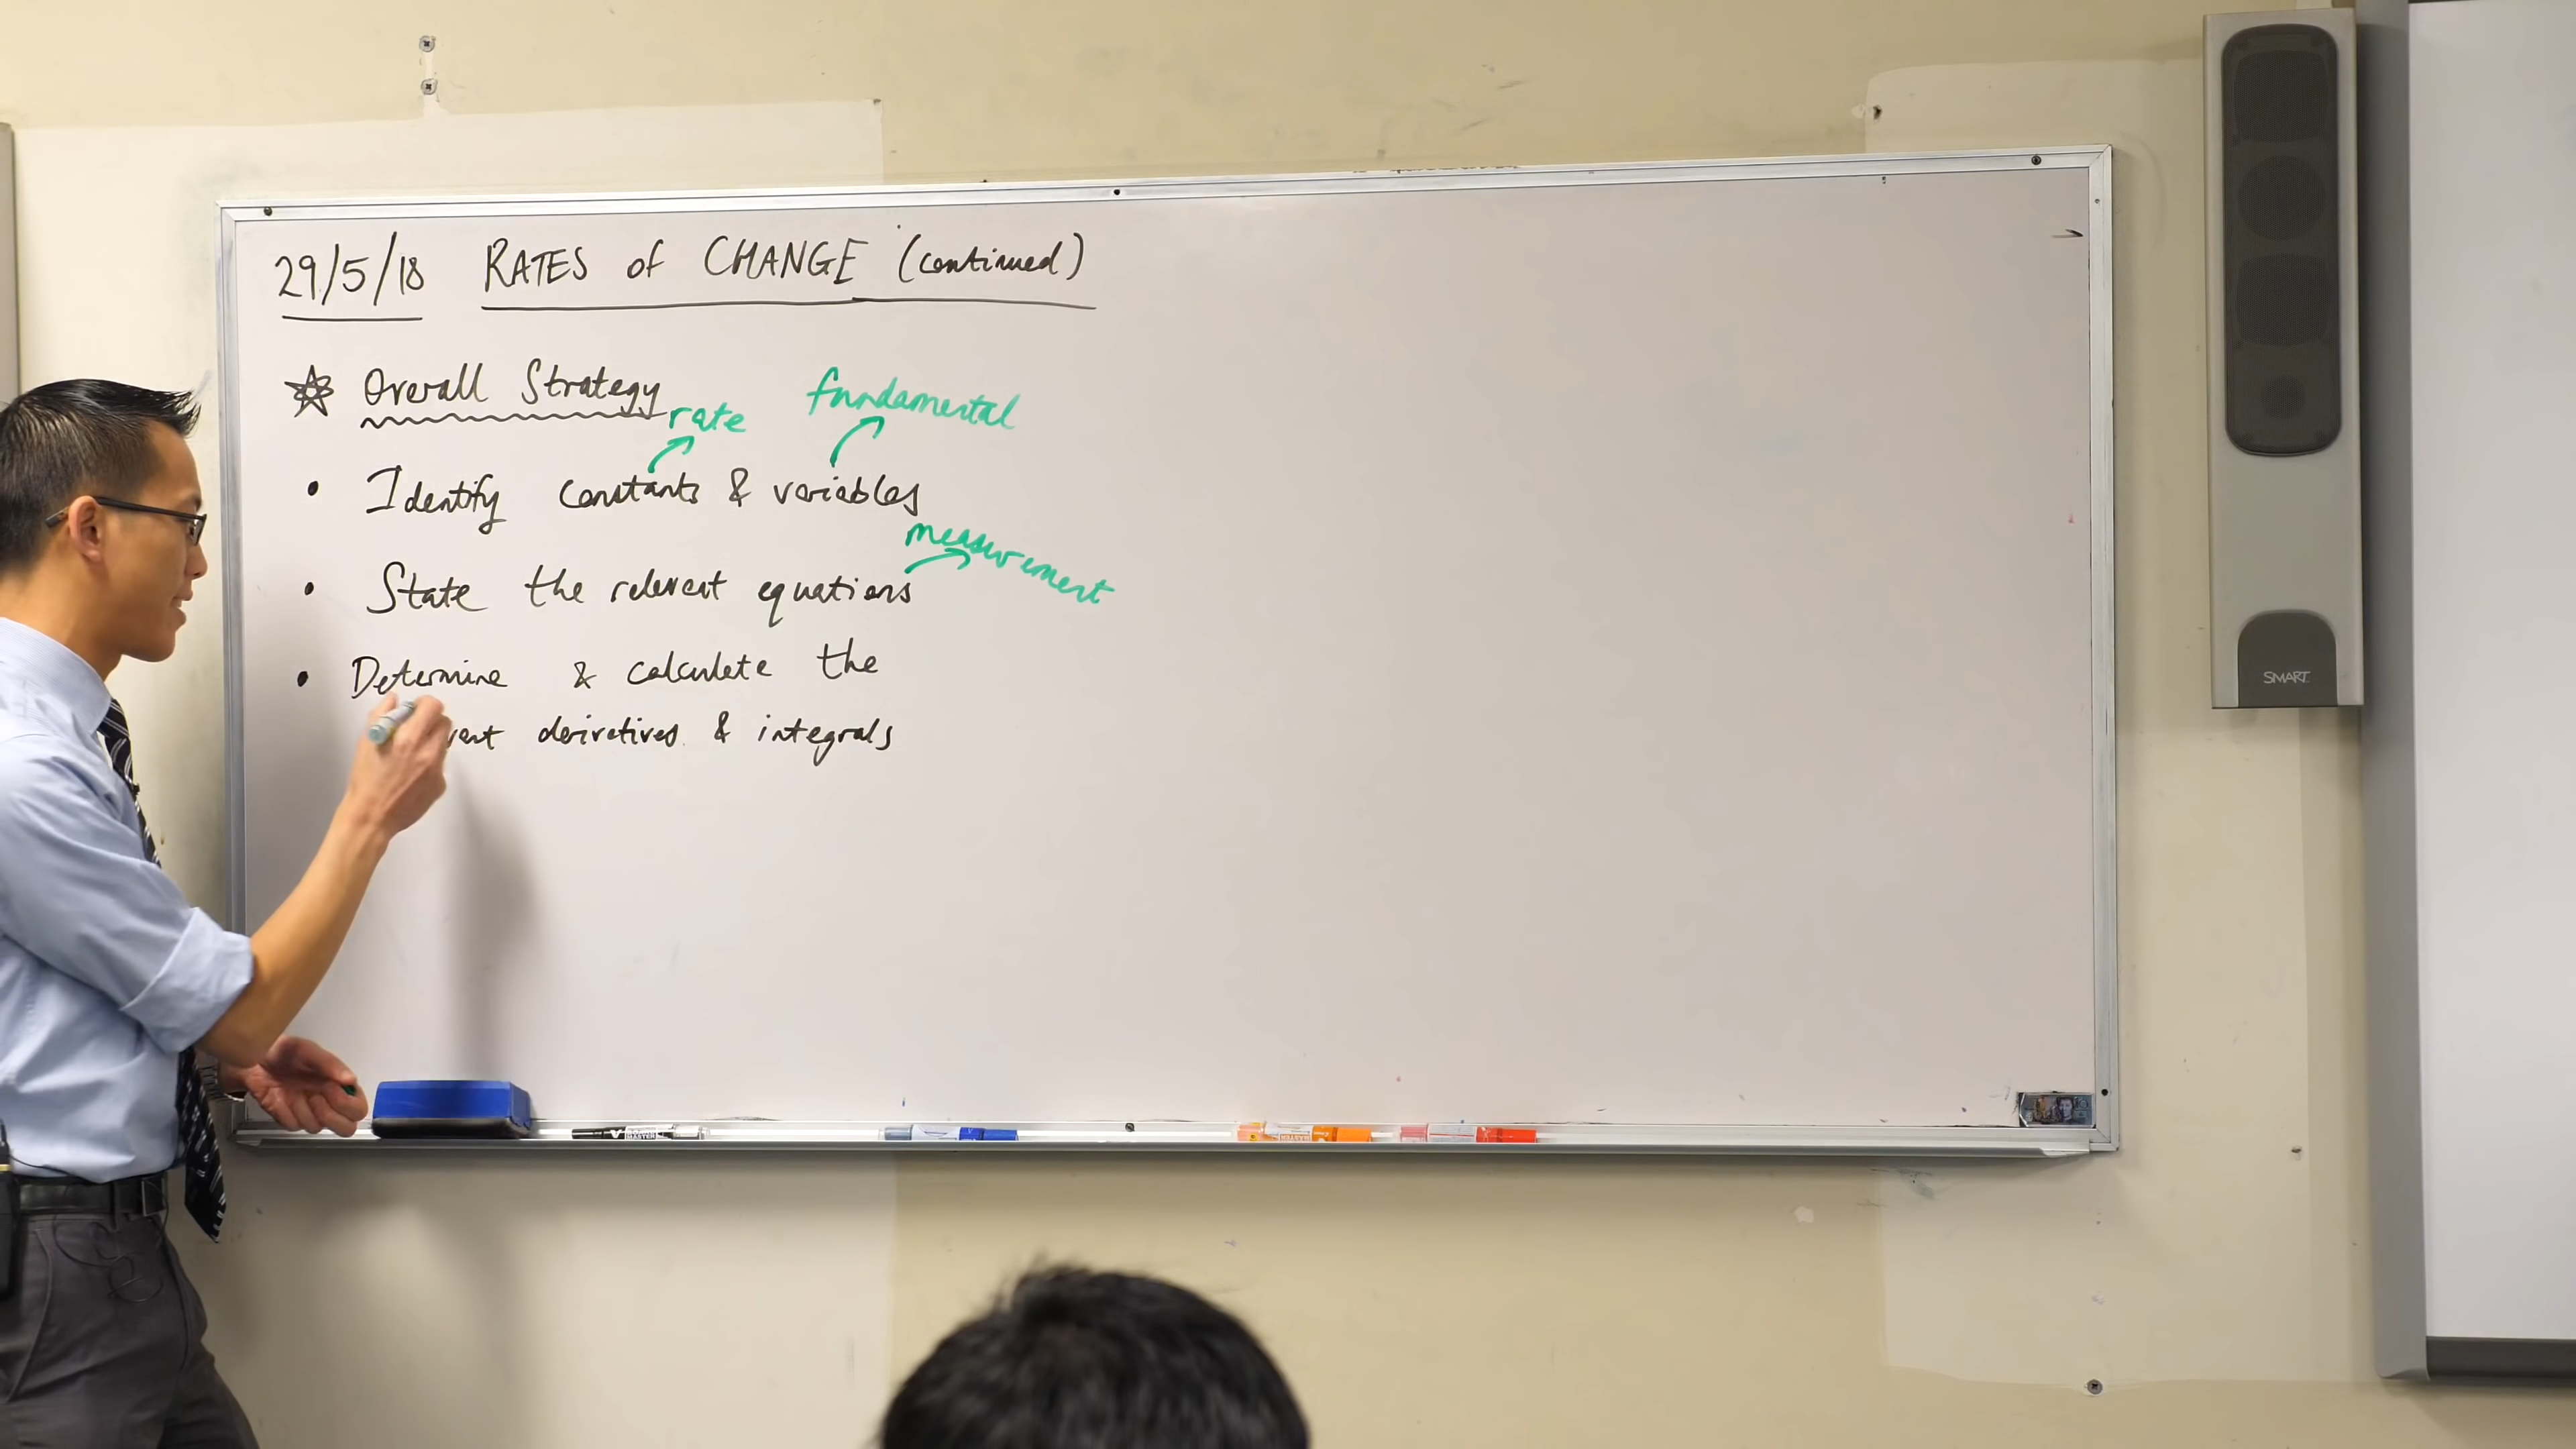 29/5/18 RATES of CHANGE (continued)
Overall Strategy
rate
fundamental
• Identify constants & variables
measurement
• State the relevant equations
• Determine & calculate the
derivatives & integrals
SMART